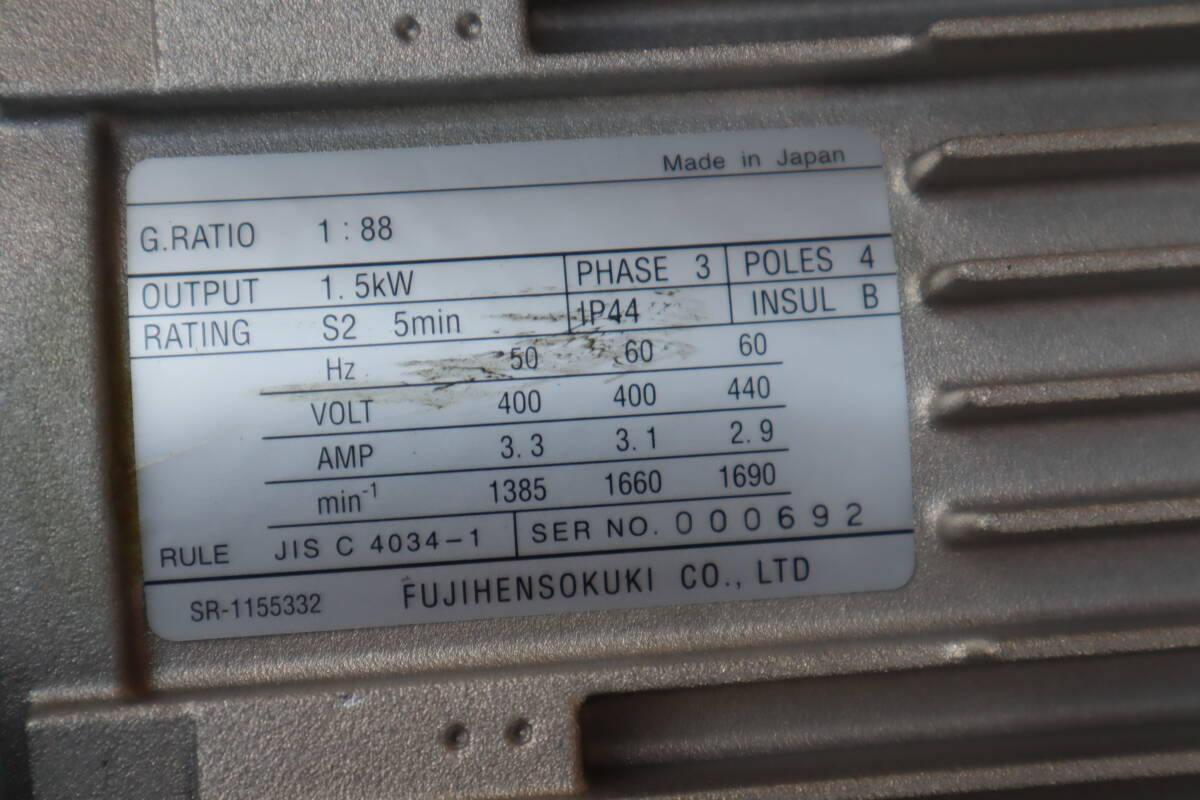 Made in Japan
G.RATIO 1:88
OUTPUT 1.5kW PHASE 3 POLES 4
RATING S2 5min IP44 INSUL B
Hz 50 60 60
VOLT 400 400 440
AMP 3.3 3.1 2.9
min-1 1385 1660 1690
RULE JIS C 4034-1 SER NO. 000692
SR-1155332 FUJIHENSOKUKI CO., LTD